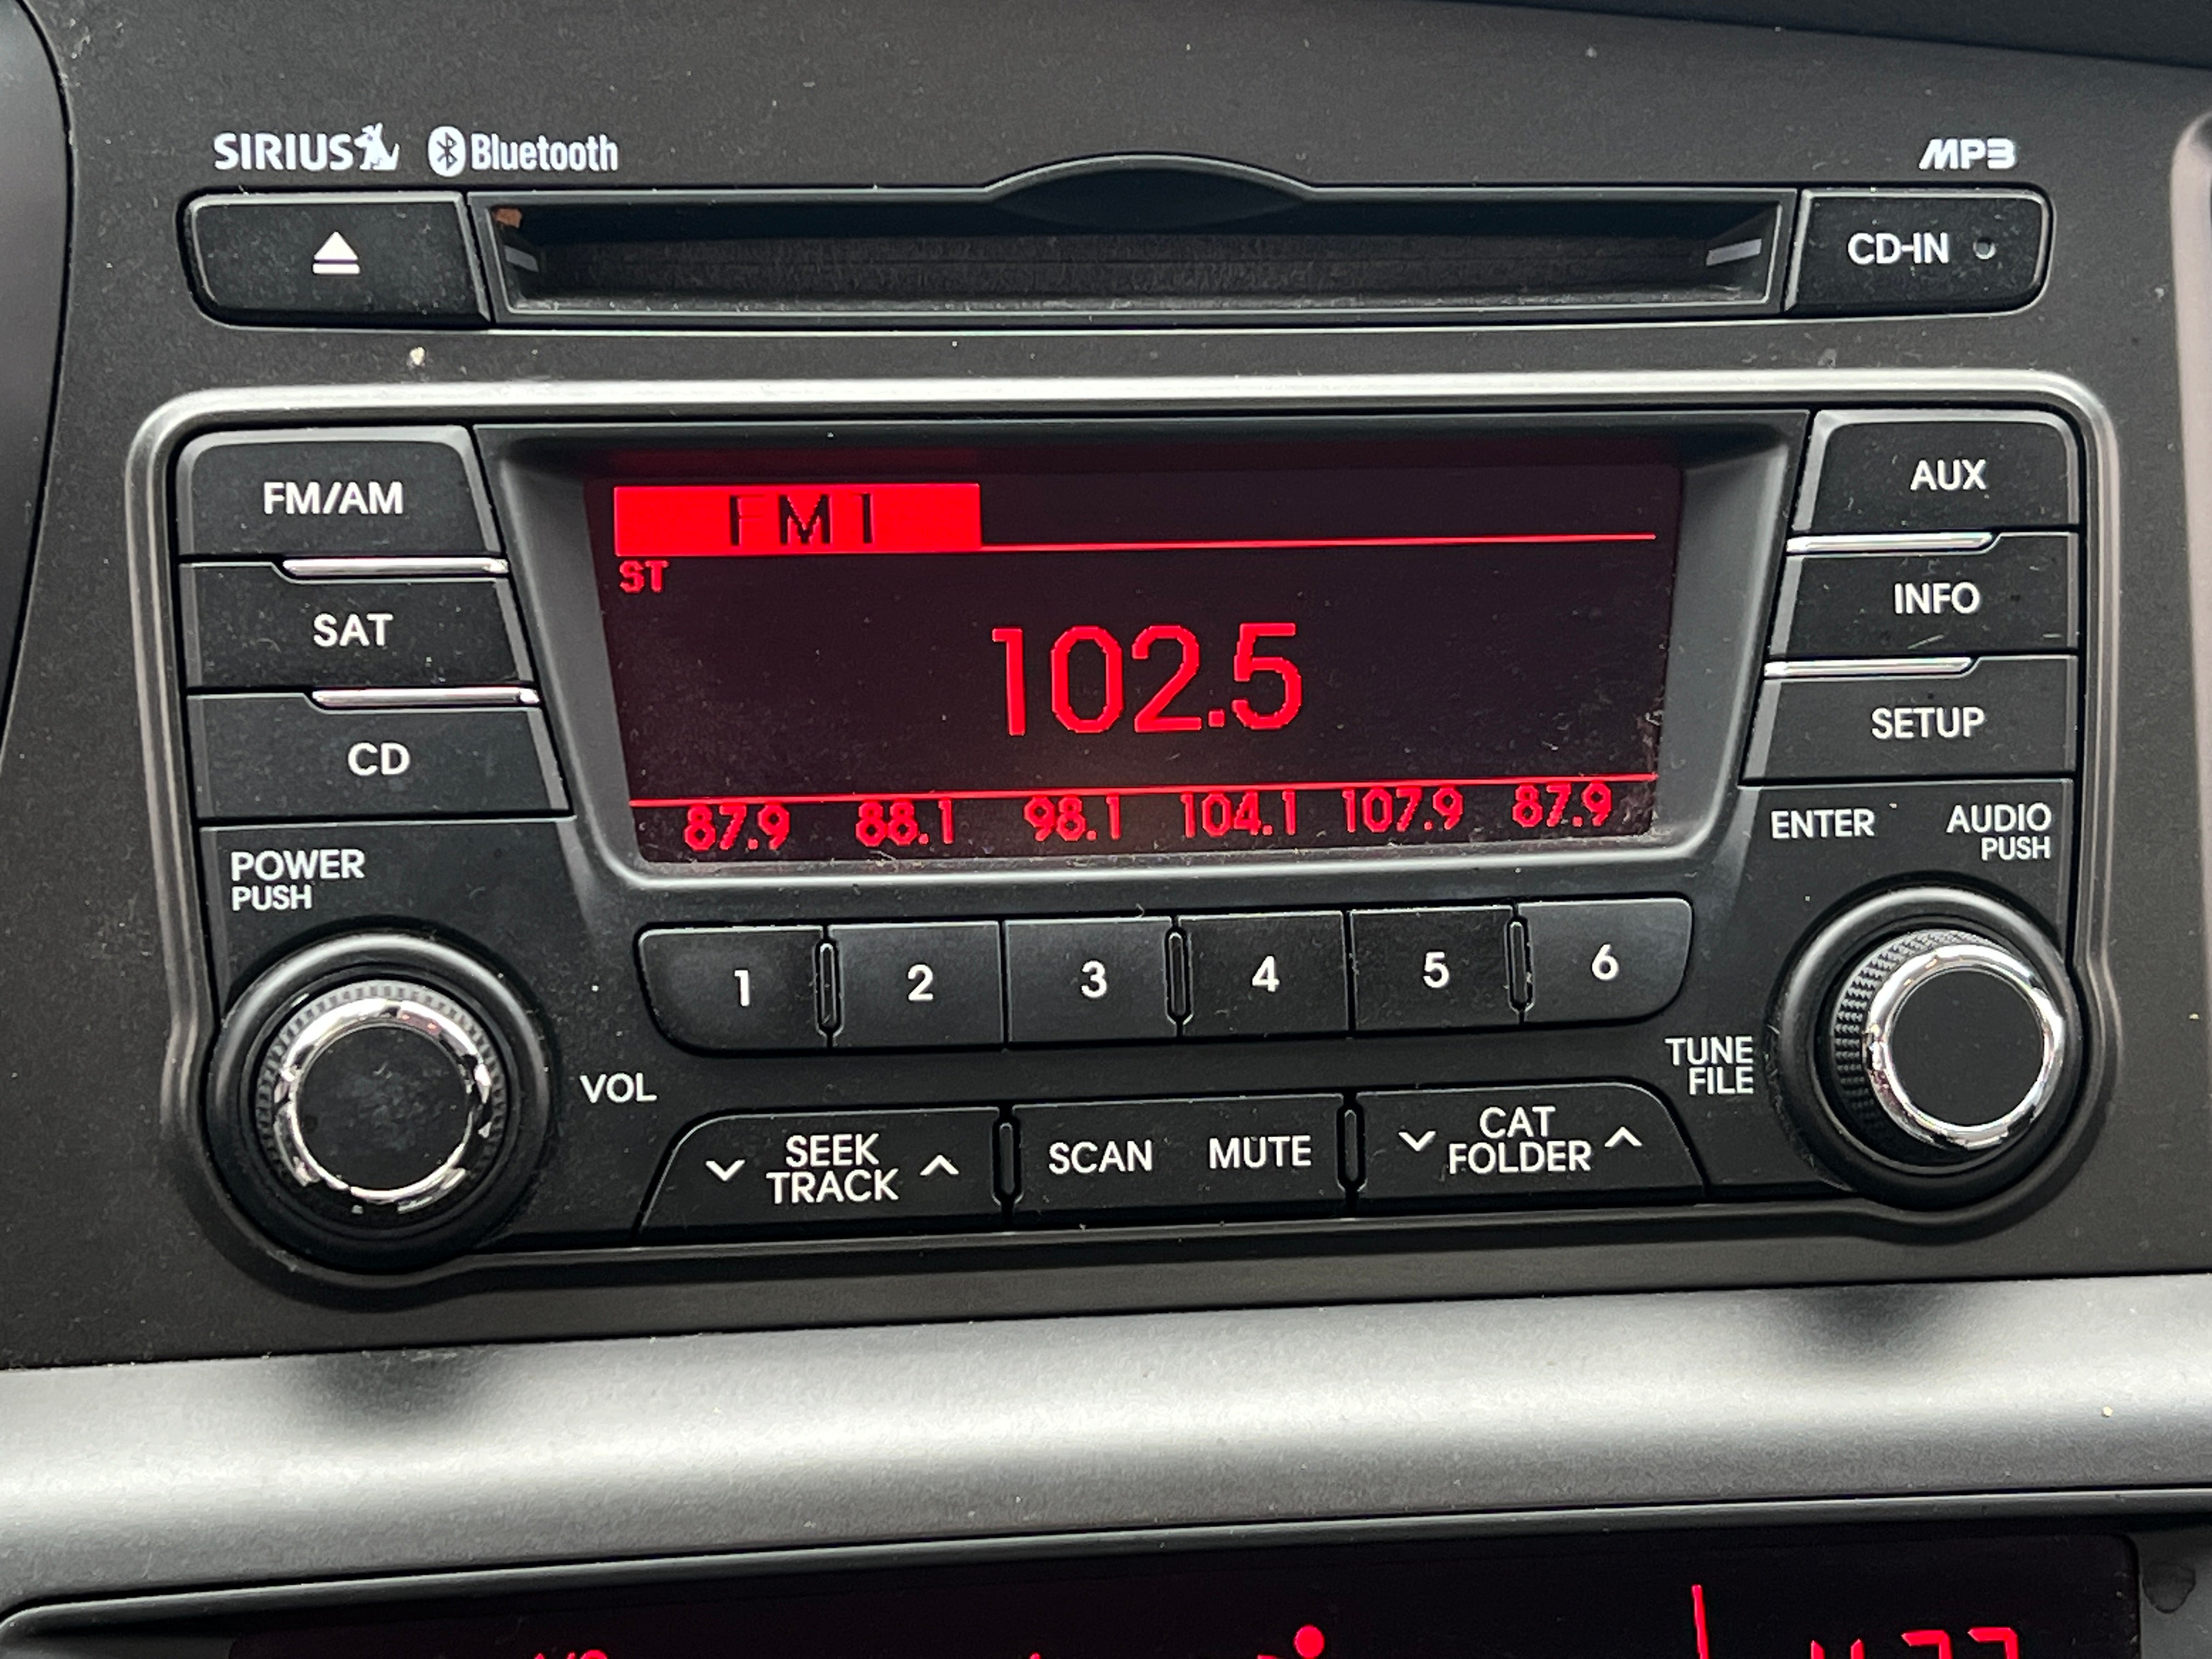 SIRIUS Bluetooth MP3
CD-IN
FM/AM
SAT
CD
POWER
PUSH
VOL
FM1
ST
102.5
87.9 88.1 98.1 104.1 107.9 87.9
AUX
INFO
SETUP
ENTER
AUDIO
PUSH
1 2 3 4 5 6
TUNE
FILE
SEEK
TRACK
SCAN MUTE
CAT
FOLDER